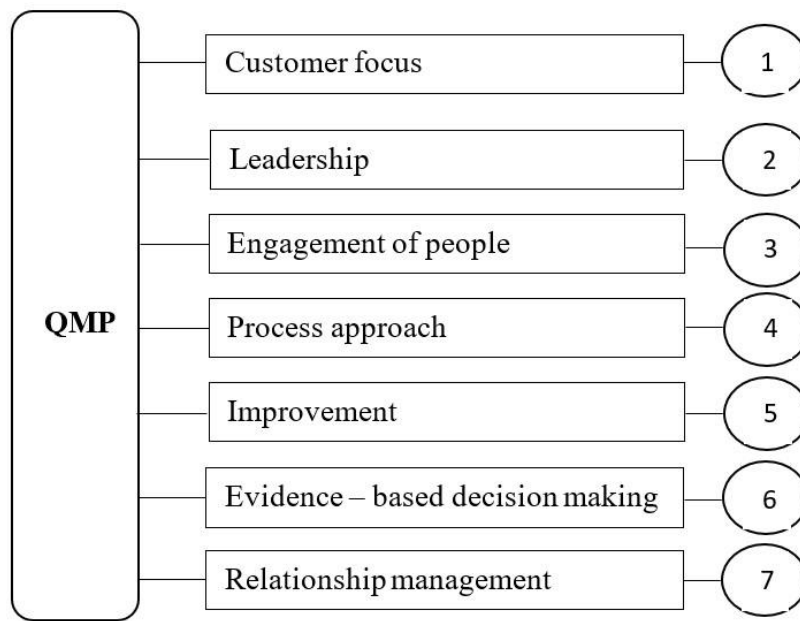 Customer focus 1
Leadership 2
Engagement of people 3
QMP
Process approach 4
Improvement 5
Evidence – based decision making 6
Relationship management 7